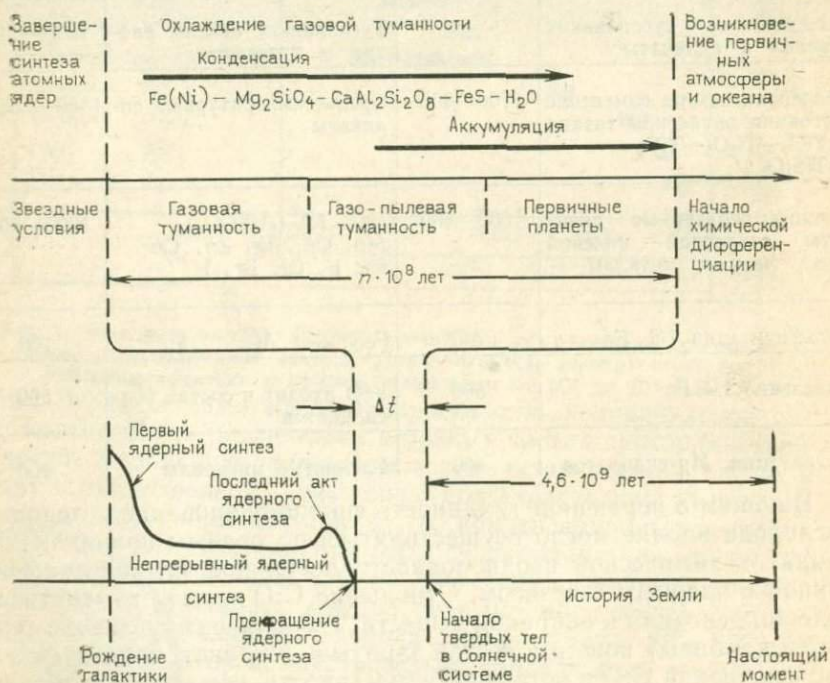 Заверше-
ние
синтеза
атомных
ядер
Охлаждение газовой туманности
Конденсация
Fe(Ni) – Mg₂SiO₄ – CaAl₂Si₂O₈ – FeS – H₂O
Аккумуляция
Возникнове-
ние первич-
ных
атмосферы
и океана
Звездные
условия
Газовая
туманность
Газо-пылевая
туманность
Первичные
планеты
Начало
химической
дифферен-
циации
n·10⁸ лет
Δt
Первый
ядерный синтез
Последний акт
ядерного
синтеза
4,6·10⁹ лет
Непрерывный ядерный
синтез
История Земли
Прекращение
ядерного
синтеза
Начало
твердых тел
в Солнечной
системе
Рождение
галактики
Настоящий
момент